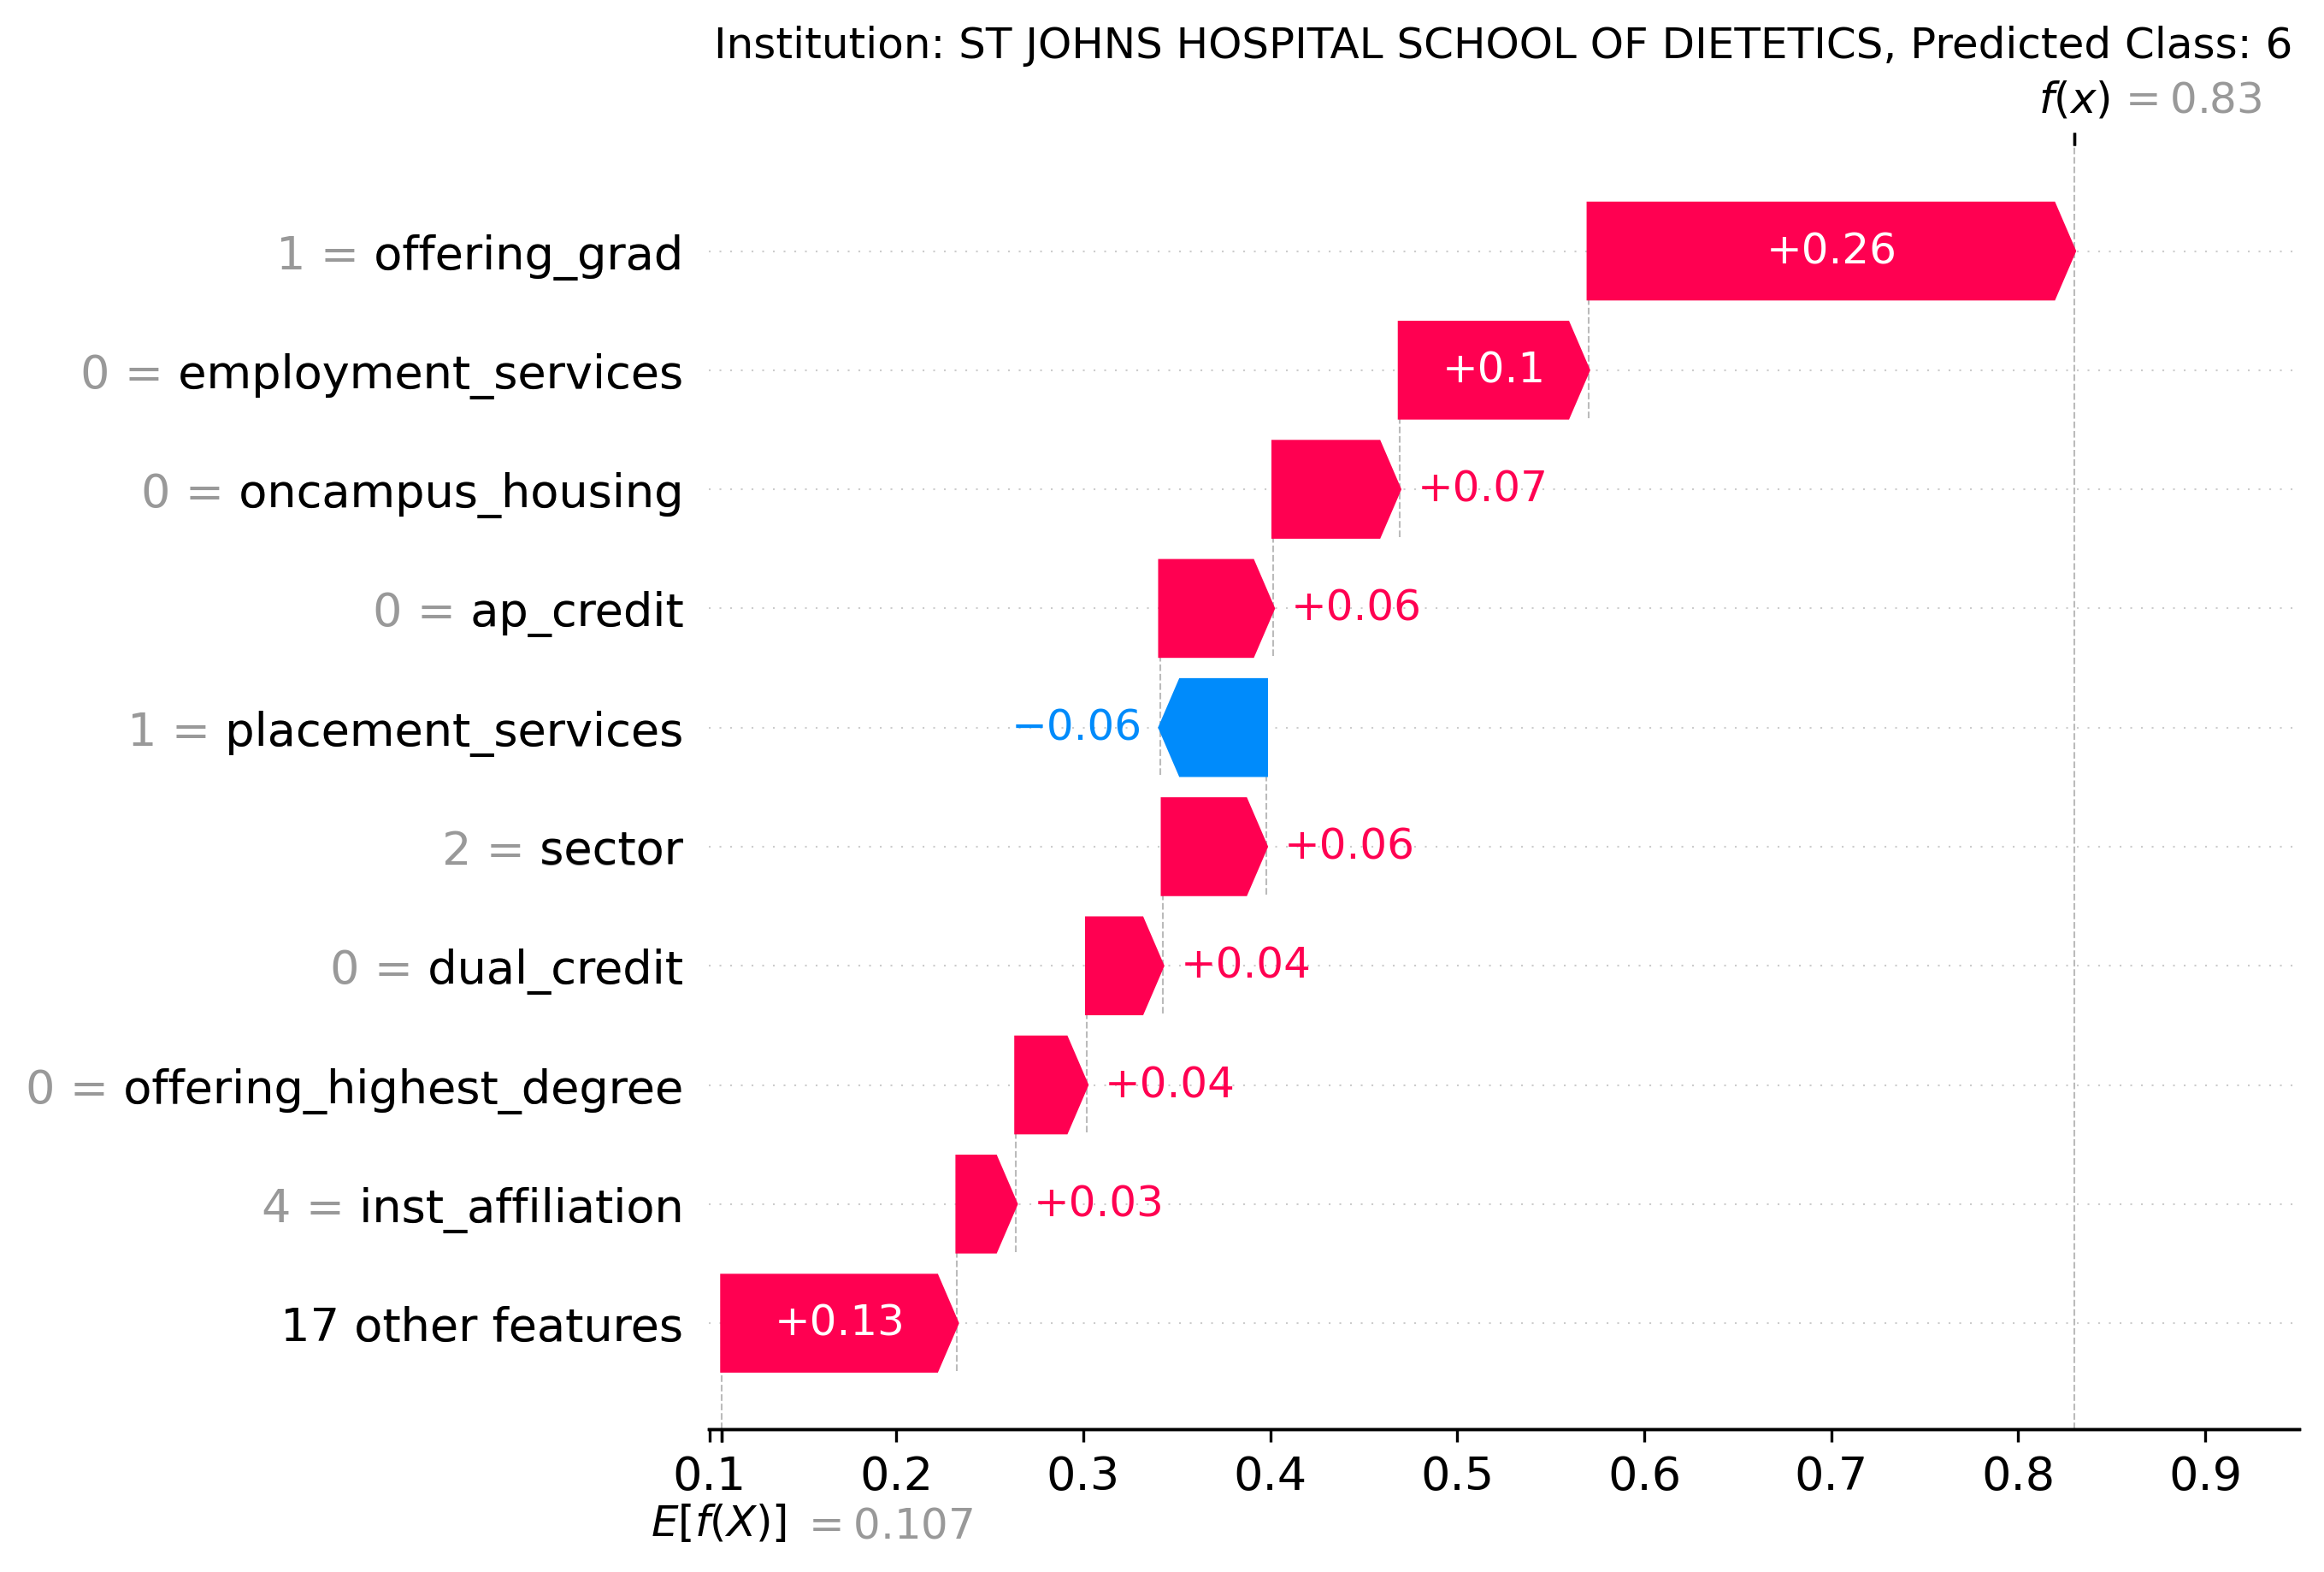 Institution: ST JOHNS HOSPITAL SCHOOL OF DIETETICS, Predicted Class: 6
f(x) = 0.83
1 = offering_grad +0.26
0 = employment_services +0.1
0 = oncampus_housing +0.07
0 = ap_credit +0.06
1 = placement_services −0.06
2 = sector +0.06
0 = dual_credit +0.04
0 = offering_highest_degree +0.04
4 = inst_affiliation +0.03
17 other features +0.13
0.1 0.2 0.3 0.4 0.5 0.6 0.7 0.8 0.9
E[f(X)] = 0.107